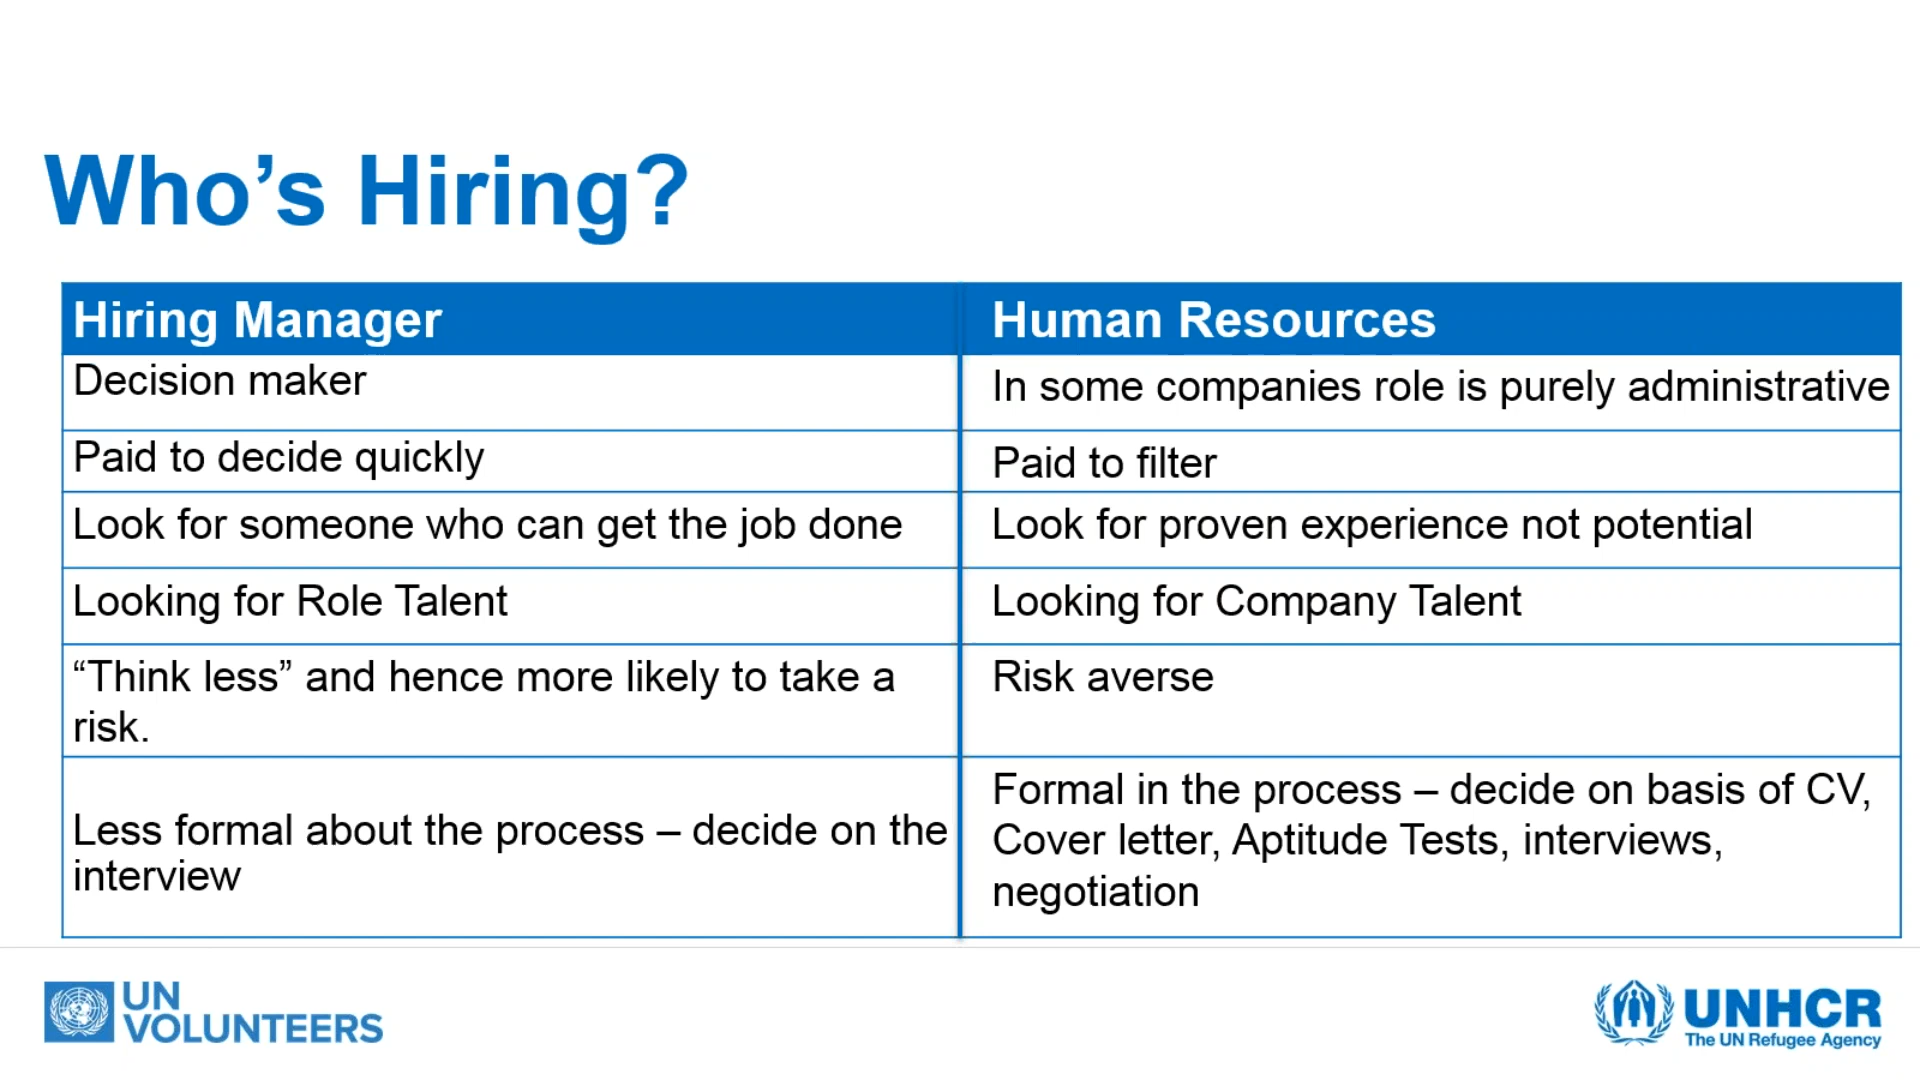 Who’s Hiring?
Hiring Manager
Human Resources
Decision maker
In some companies role is purely administrative
Paid to decide quickly
Paid to filter
Look for someone who can get the job done
Look for proven experience not potential
Looking for Role Talent
Looking for Company Talent
“Think less” and hence more likely to take a
risk.
Risk averse
Less formal about the process – decide on the
interview
Formal in the process – decide on basis of CV,
Cover letter, Aptitude Tests, interviews,
negotiation
UN
VOLUNTEERS
UNHCR
The UN Refugee Agency